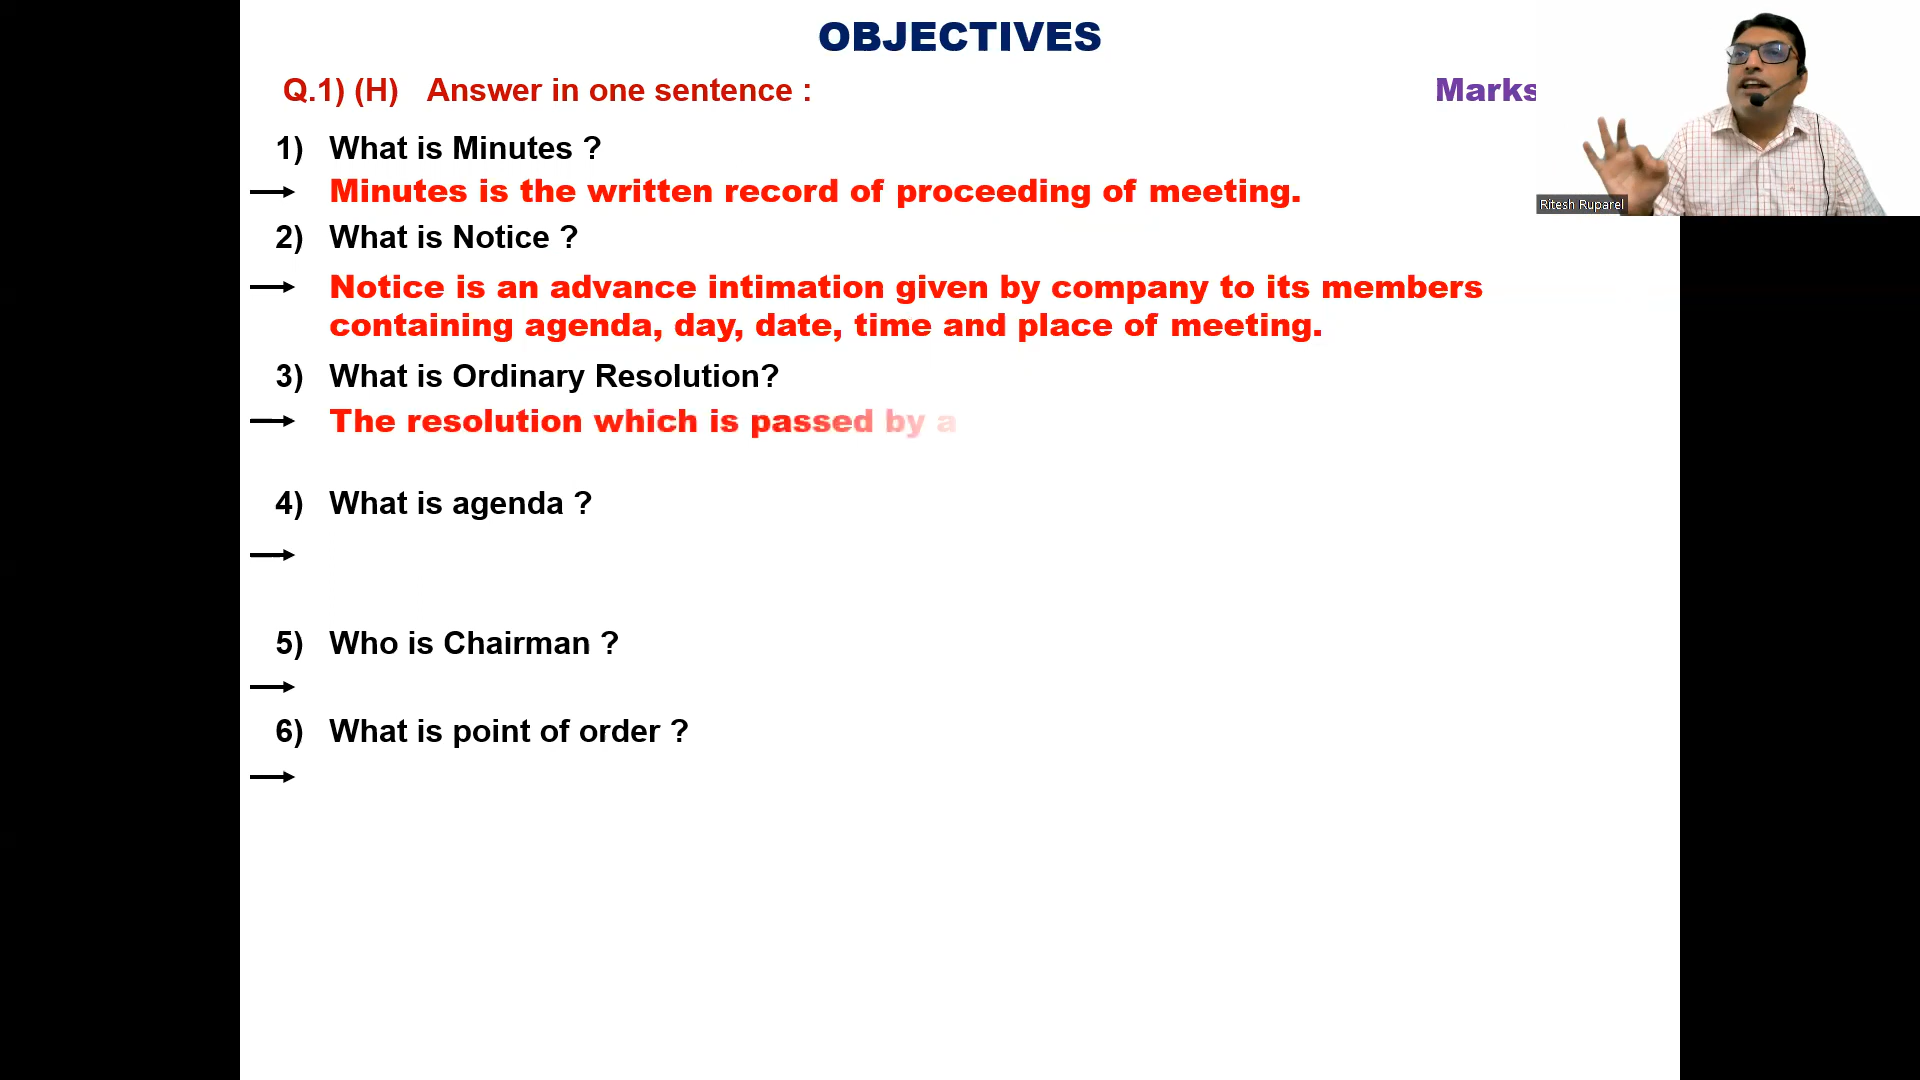 OBJECTIVES
Q.1) (H) Answer in one sentence :
Marks
1) What is Minutes ?
Minutes is the written record of proceeding of meeting.
Ritesh Ruparel
2) What is Notice ?
Notice is an advance intimation given by company to its members
containing agenda, day, date, time and place of meeting.
3) What is Ordinary Resolution?
The resolution which is passed by a
4) What is agenda ?
5) Who is Chairman ?
6) What is point of order ?